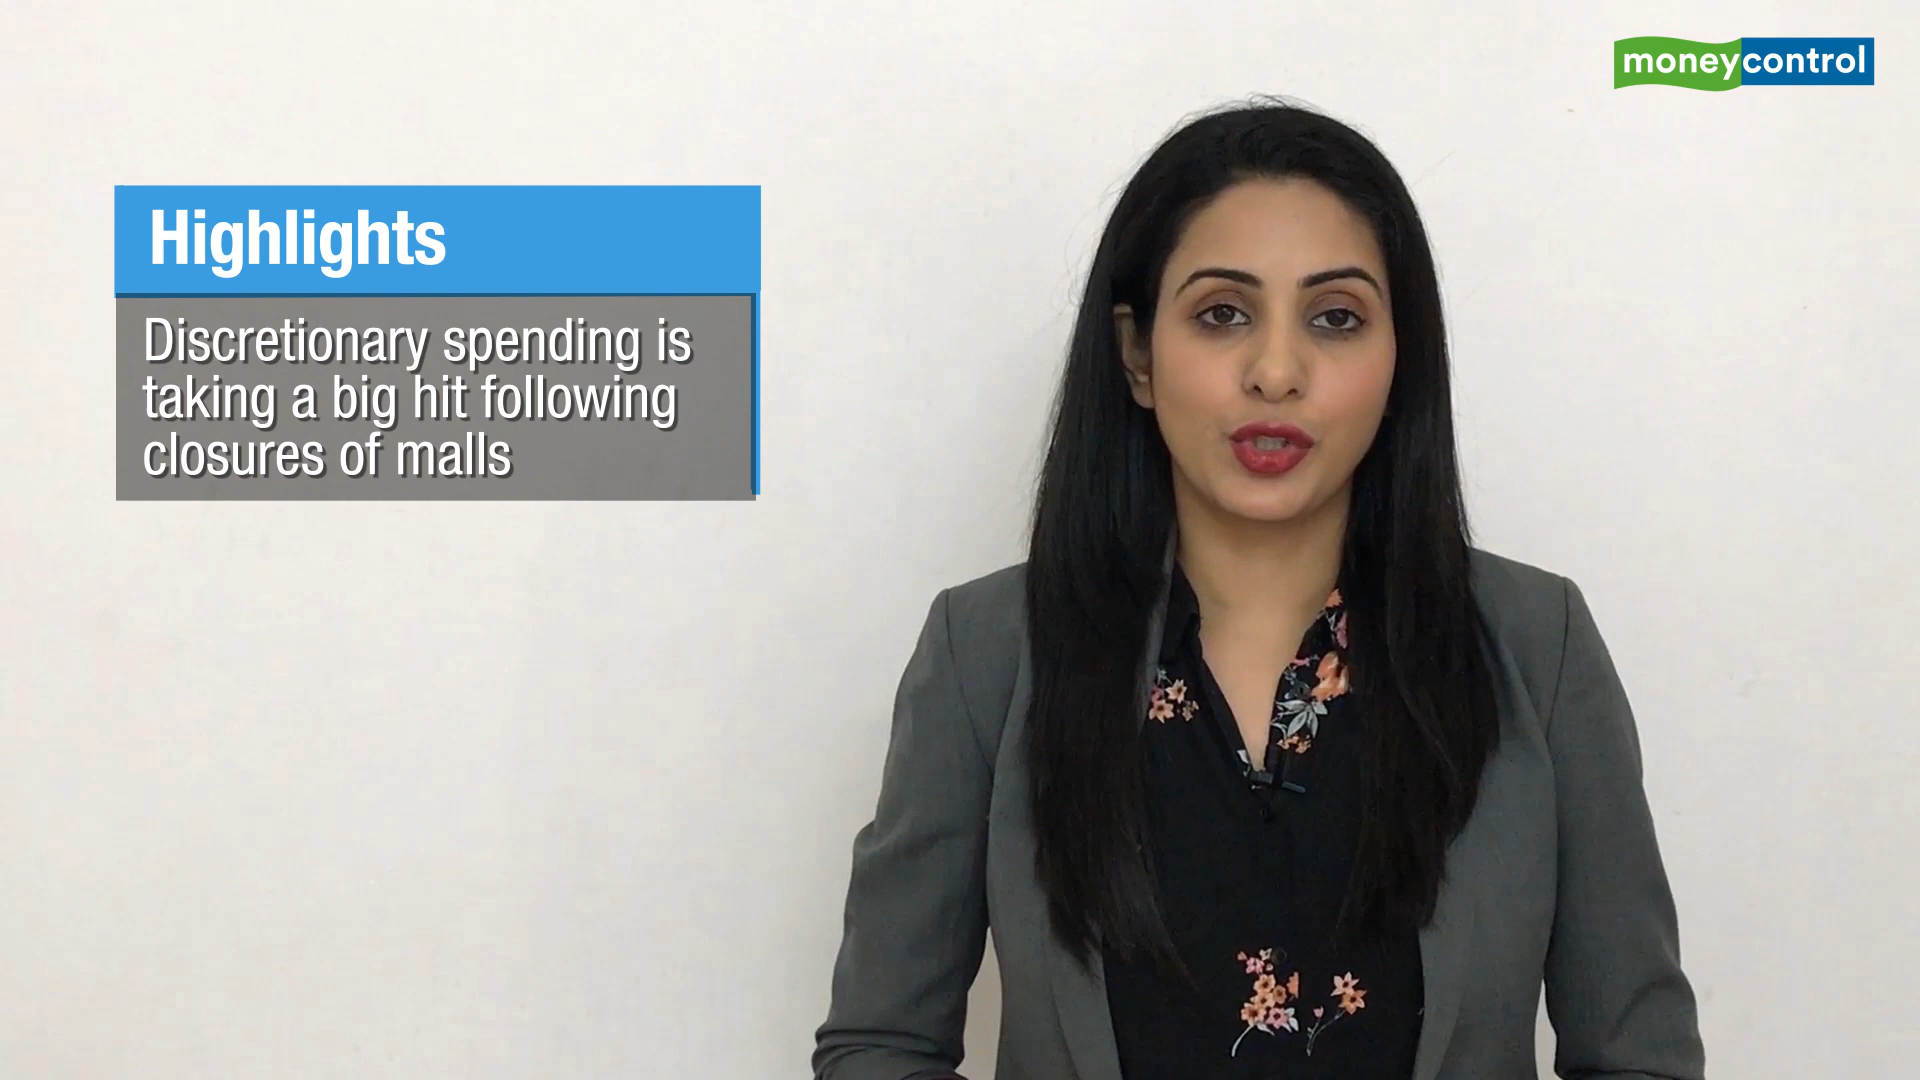 moneycontrol
Highlights
Discretionary spending is
taking a big hit following
closures of malls